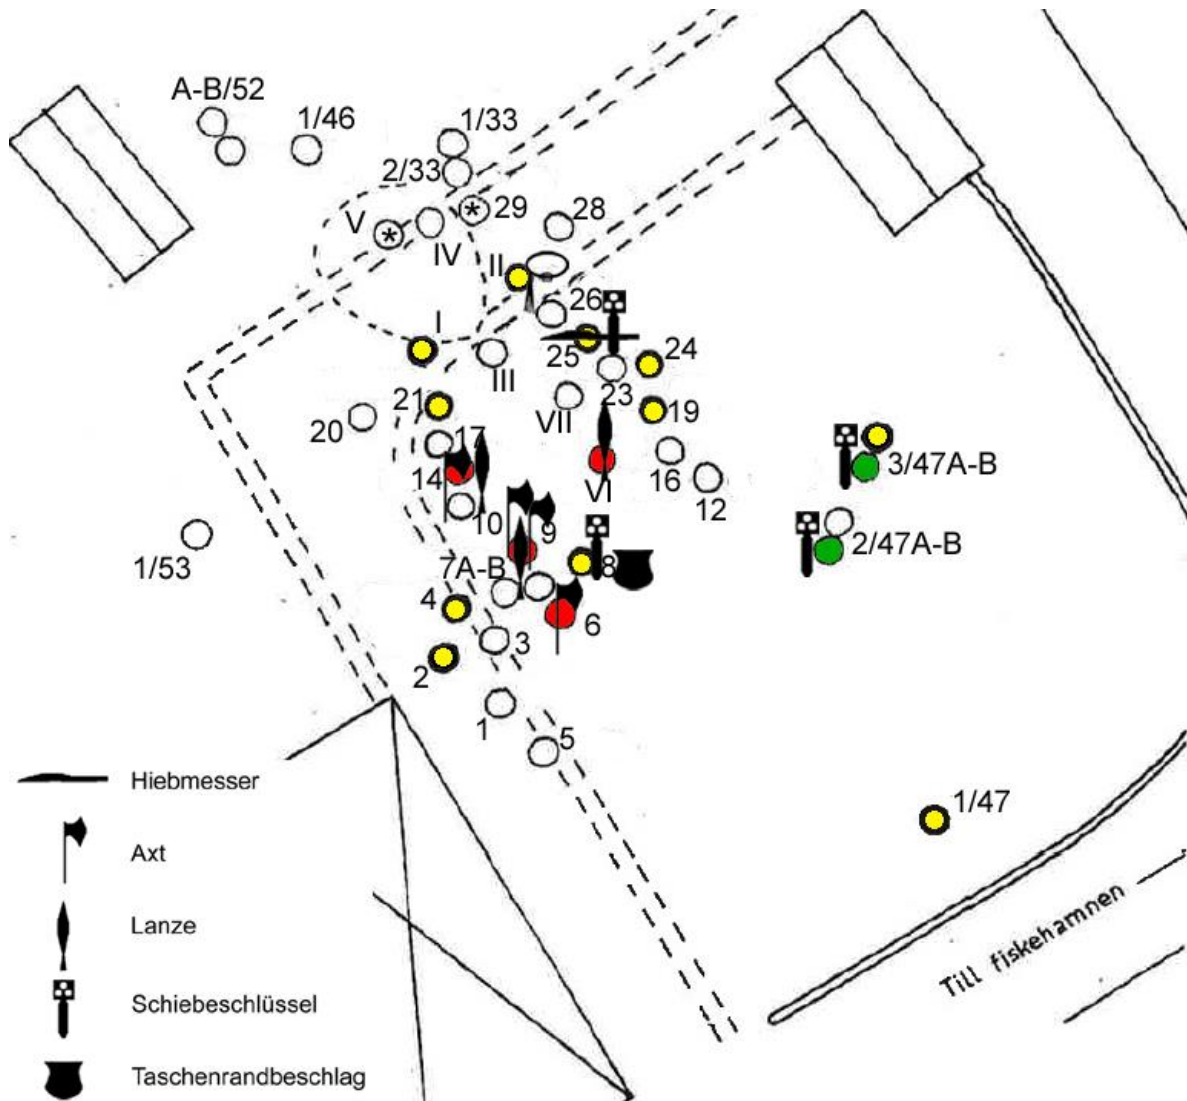 A-B/52
1/46
1/33
2/33
V
IV
29
28
II
I
26
25
24
III
23
VII
21
20
19
17
14
16
VI
12
10
9
1/53
7A-B
8
3/47A-B
2/47A-B
4
6
3
2
1
5
1/47
Till fiskehamnen
Hiebmesser
Axt
Lanze
Schiebeschlüssel
Taschenrandbeschlag